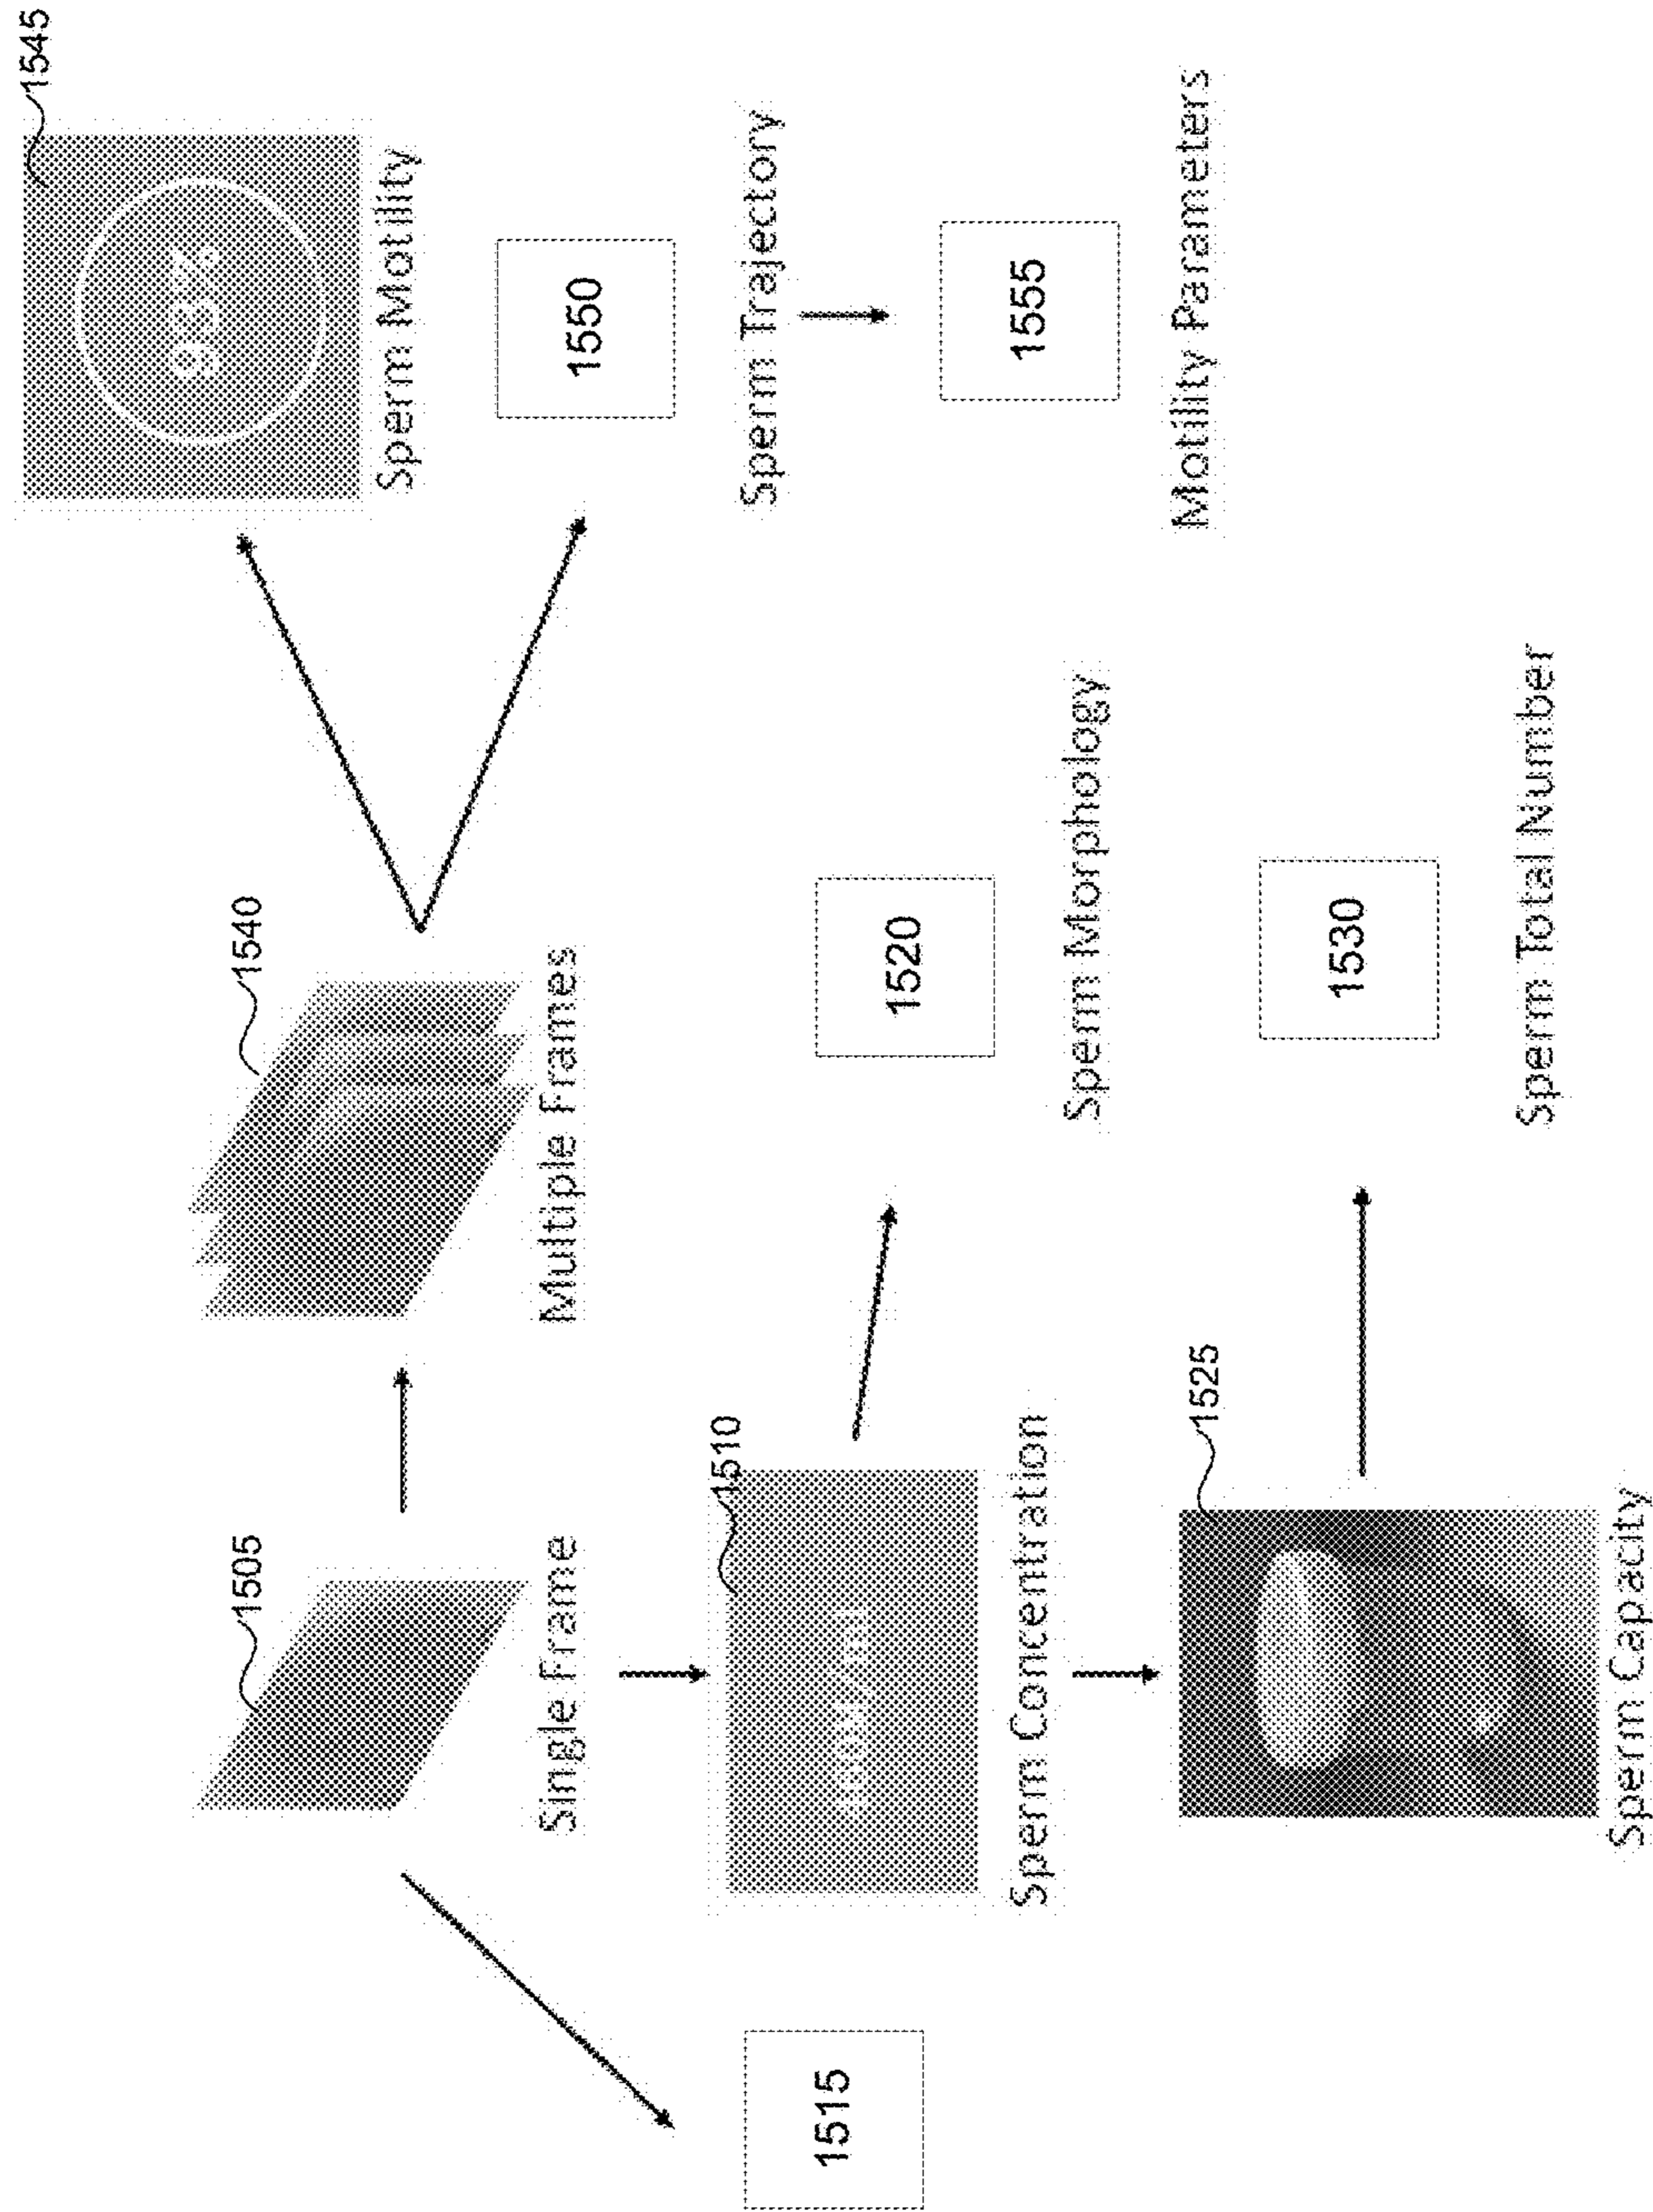 1505
Single Frame
1540
Multiple Frames
1545
98%
Sperm Motility
1550
Sperm Trajectory
1555
Motility Parameters
1515
1510
Sperm Concentration
1520
Sperm Morphology
1525
Sperm Capacity
1530
Sperm Total Number